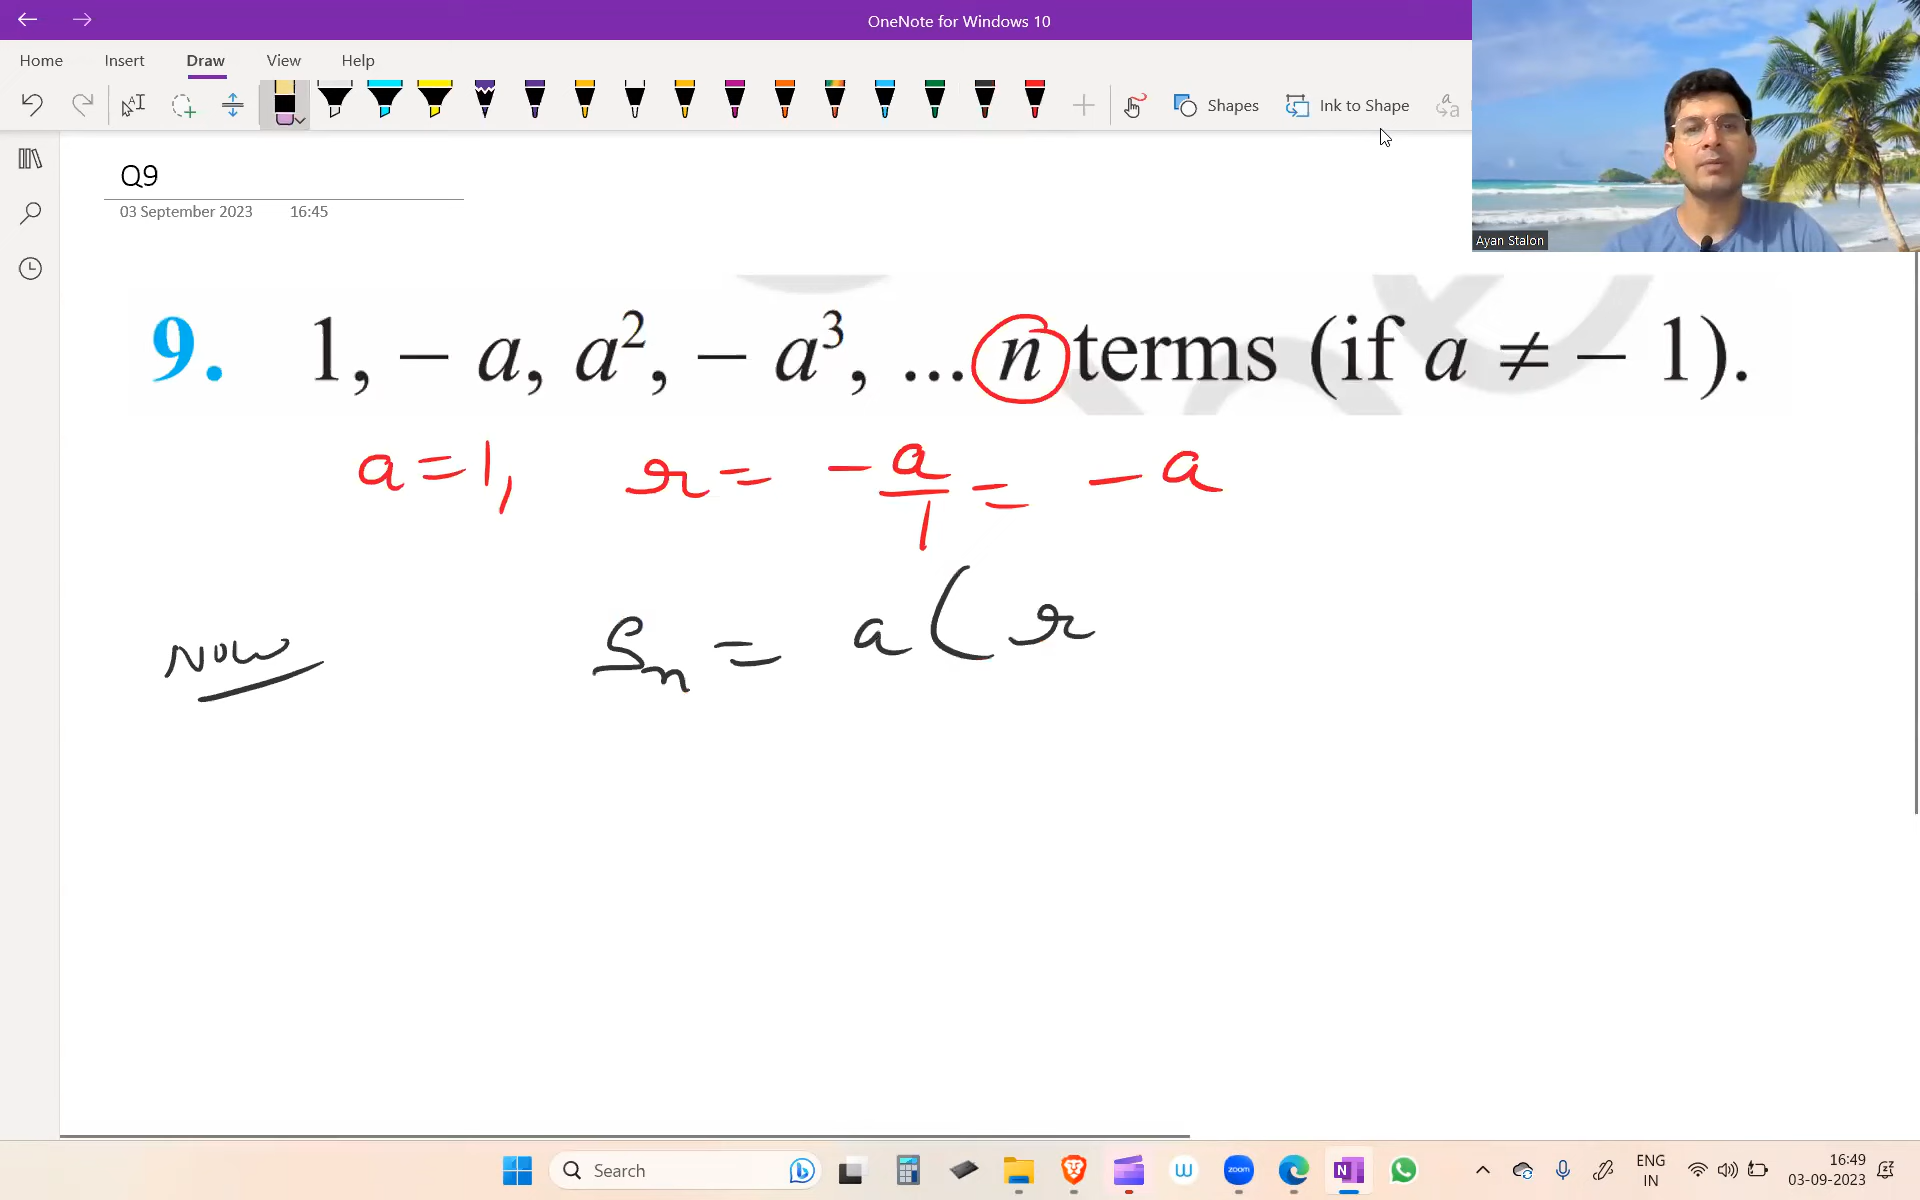 OneNote for Windows 10
Home Insert Draw View Help
Shapes Ink to Shape
Ayan Stalon
Q9
03 September 2023 16:45
9. 1, – a, a², – a³, ... n terms (if a ≠ – 1).
a = 1, r = -a/1 = -a
Now Sn = a ( r
Search
zoom
ENG
IN
16:49
03-09-2023